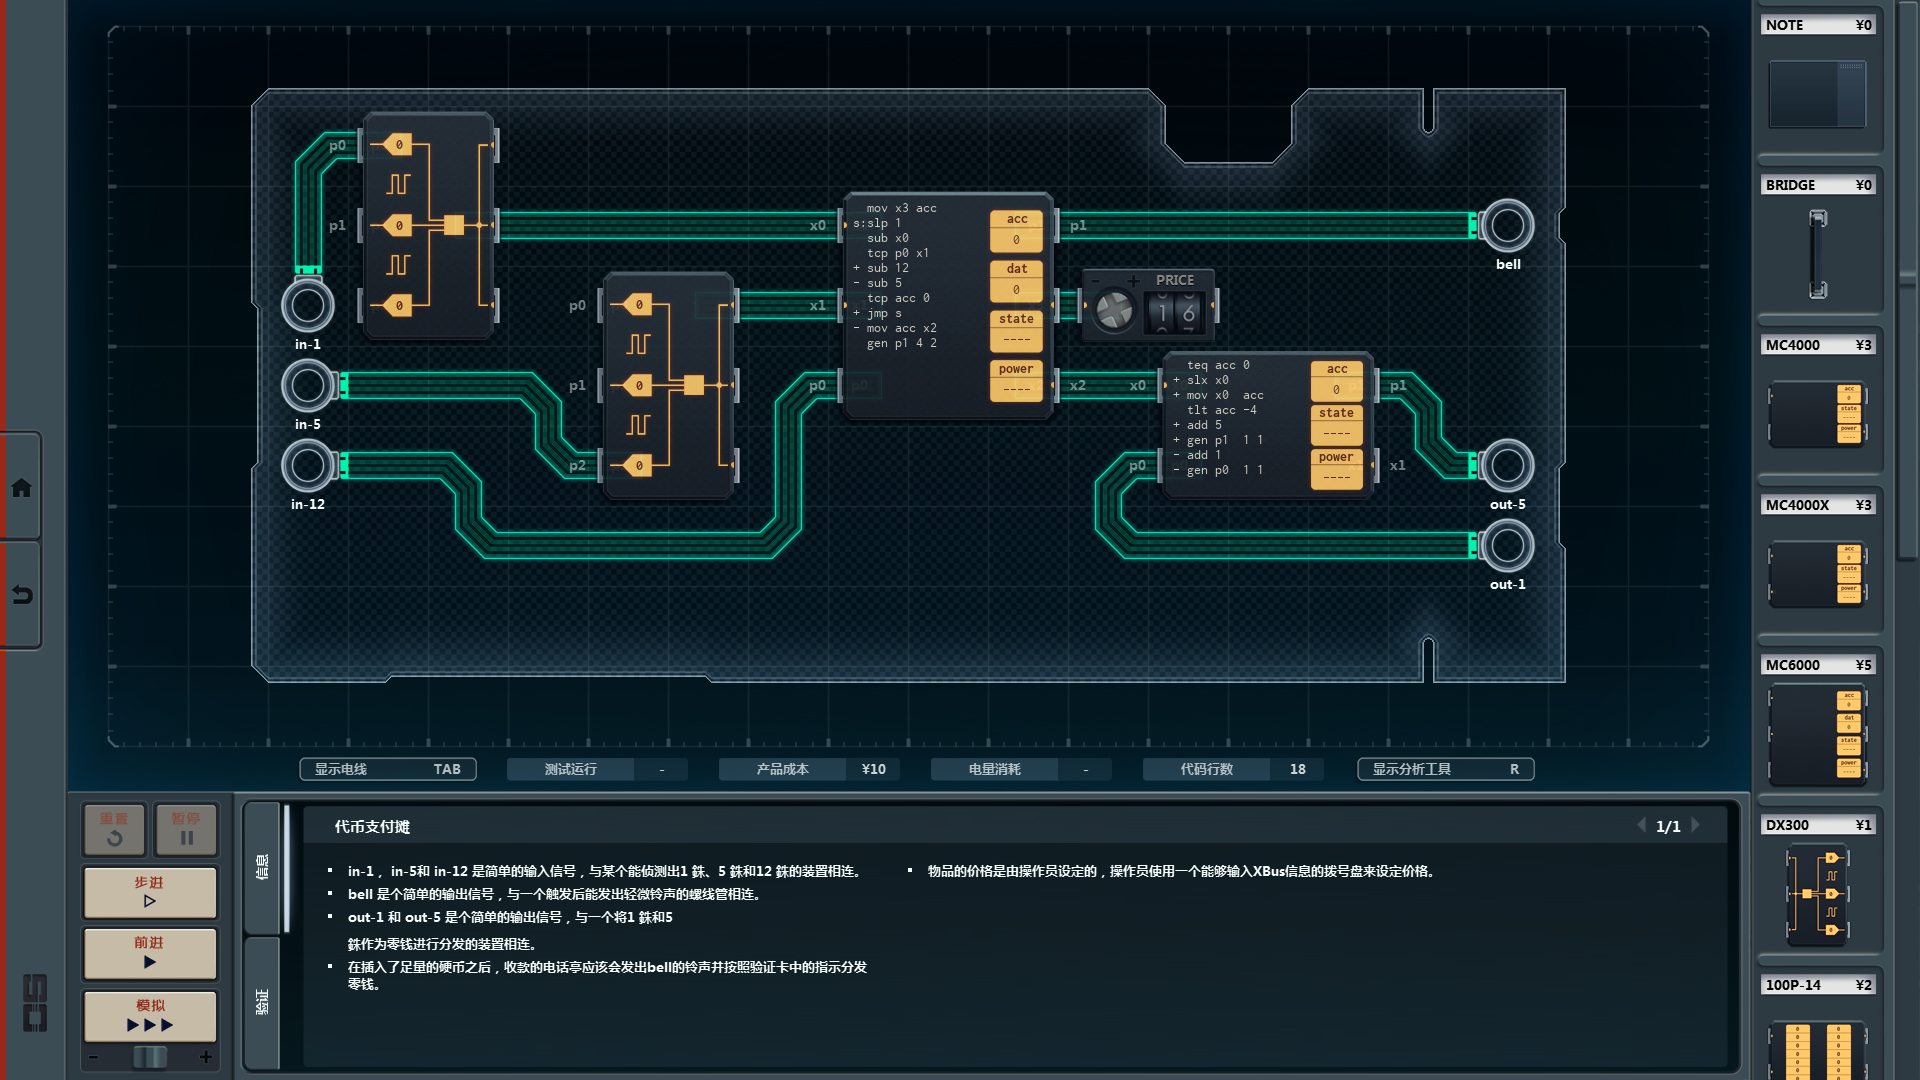 NOTE ¥0
BRIDGE ¥0
MC4000 ¥3
MC4000X ¥3
MC6000 ¥5
DX300 ¥1
100P-14 ¥2
p0
p1
in-1
in-5
in-12
p0
p1
p2
x0
x1
p0
mov x3 acc
s:slp 1
sub x0
tcp p0 x1
+ sub 12
- sub 5
tcp acc 0
+ jmp s
- mov acc x2
gen p1 4 2
acc
0
dat
0
state
----
power
----
p1
x2
PRICE
16
x0
p0
teq acc 0
+ slx x0
+ mov x0 acc
tlt acc -4
+ add 5
+ gen p1 1 1
- add 1
- gen p0 1 1
acc
0
state
----
power
----
p1
x1
bell
out-5
out-1
显示电线 TAB
测试运行 -
产品成本 ¥10
电量消耗 -
代码行数 18
显示分析工具 R
重置
暂停
步进
前进
模拟
- +
信息
验证
代币支付摊
1/1
▪ in-1 , in-5和 in-12 是简单的输入信号，与某个能侦测出1 銖、5 銖和12 銖的装置相连。
▪ bell 是个简单的输出信号，与一个触发后能发出轻微铃声的螺线管相连。
▪ out-1 和 out-5 是个简单的输出信号，与一个将1 銖和5
銖作为零钱进行分发的装置相连。
▪ 在插入了足量的硬币之后，收款的电话亭应该会发出bell的铃声并按照验证卡中的指示分发
零钱。
▪ 物品的价格是由操作员设定的，操作员使用一个能够输入XBus信息的拨号盘来设定价格。